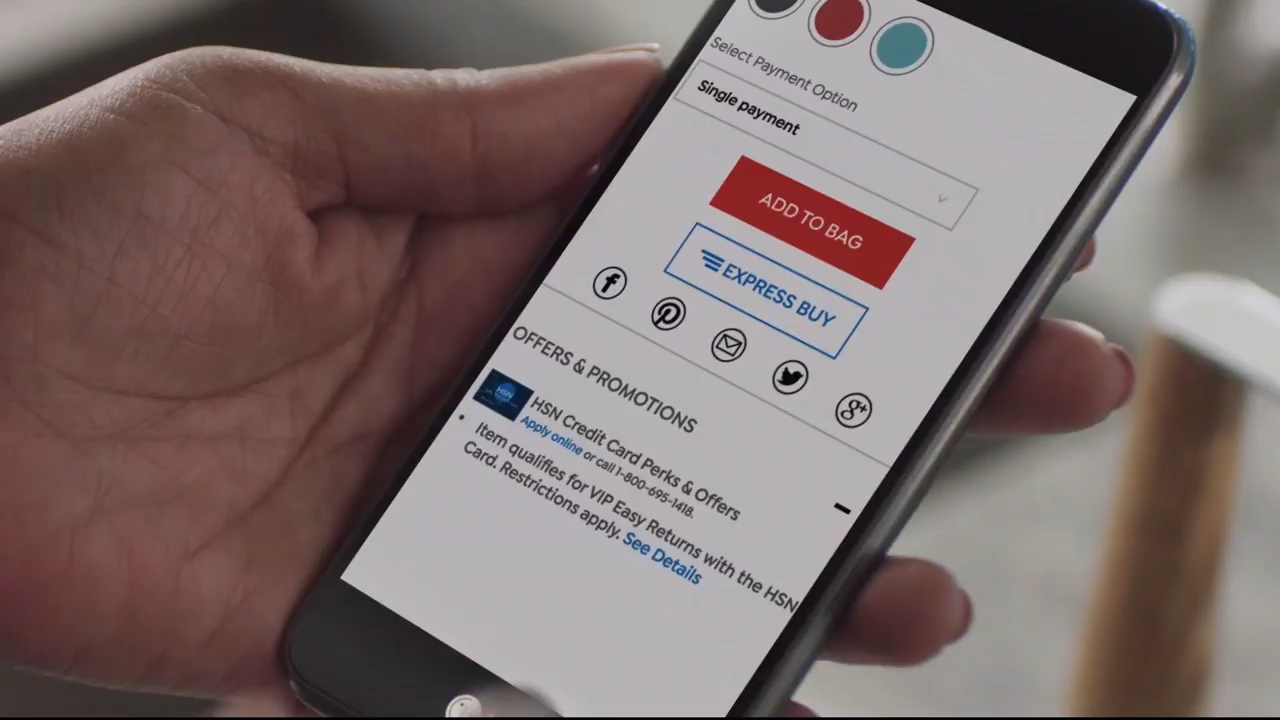 Select Payment Option
Single payment
ADD TO BAG
EXPRESS BUY
OFFERS & PROMOTIONS
HSN
HSN Credit Card Perks & Offers
Apply online or call 1-800-695-1418.
Item qualifies for VIP Easy Returns with the HSN
Card. Restrictions apply. See Details